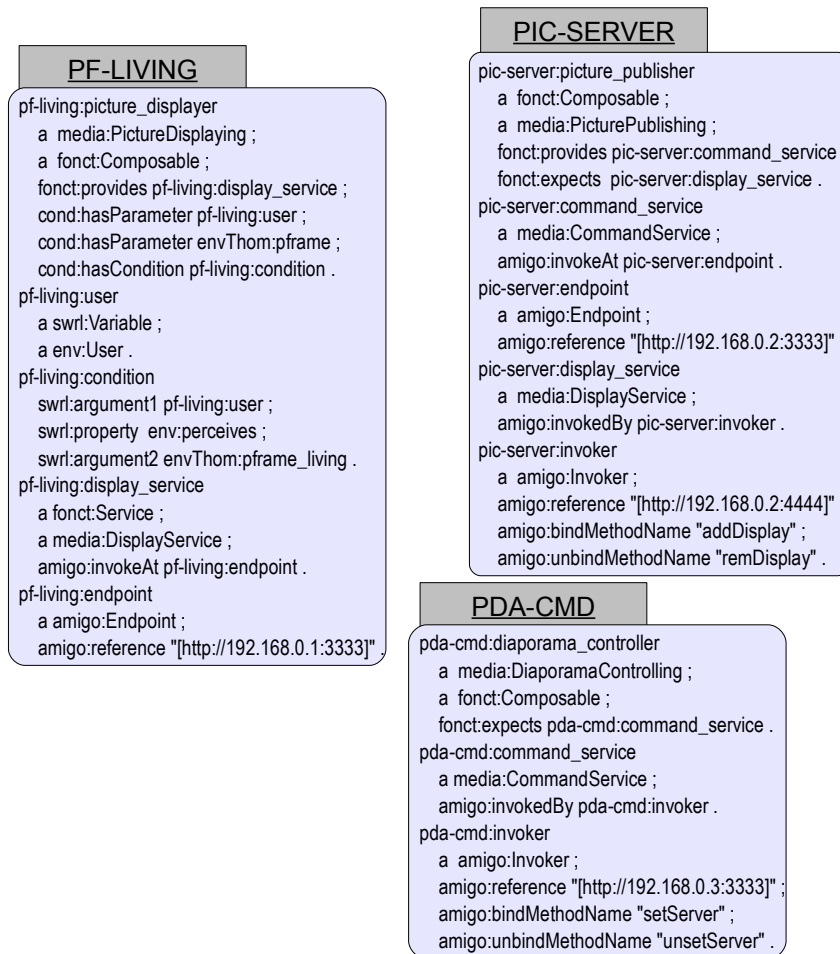 PF-LIVING
pf-living:picture_displayer
a media:PictureDisplaying ;
a fonct:Composable ;
fonct:provides pf-living:display_service ;
cond:hasParameter pf-living:user ;
cond:hasParameter envThom:pframe ;
cond:hasCondition pf-living:condition .
pf-living:user
a swrl:Variable ;
a env:User .
pf-living:condition
swrl:argument1 pf-living:user ;
swrl:property env:perceives ;
swrl:argument2 envThom:pframe_living .
pf-living:display_service
a fonct:Service ;
a media:DisplayService ;
amigo:invokeAt pf-living:endpoint .
pf-living:endpoint
a amigo:Endpoint ;
amigo:reference "[http://192.168.0.1:3333]" .
PIC-SERVER
pic-server:picture_publisher
a fonct:Composable ;
a media:PicturePublishing ;
fonct:provides pic-server:command_service
fonct:expects pic-server:display_service .
pic-server:command_service
a media:CommandService ;
amigo:invokeAt pic-server:endpoint .
pic-server:endpoint
a amigo:Endpoint ;
amigo:reference "[http://192.168.0.2:3333]"
pic-server:display_service
a media:DisplayService ;
amigo:invokedBy pic-server:invoker .
pic-server:invoker
a amigo:Invoker ;
amigo:reference "[http://192.168.0.2:4444]"
amigo:bindMethodName "addDisplay" ;
amigo:unbindMethodName "remDisplay" .
PDA-CMD
pda-cmd:diaporama_controller
a media:DiaporamaControlling ;
a fonct:Composable ;
fonct:expects pda-cmd:command_service .
pda-cmd:command_service
a media:CommandService ;
amigo:invokedBy pda-cmd:invoker .
pda-cmd:invoker
a amigo:Invoker ;
amigo:reference "[http://192.168.0.3:3333]" ;
amigo:bindMethodName "setServer" ;
amigo:unbindMethodName "unsetServer" .